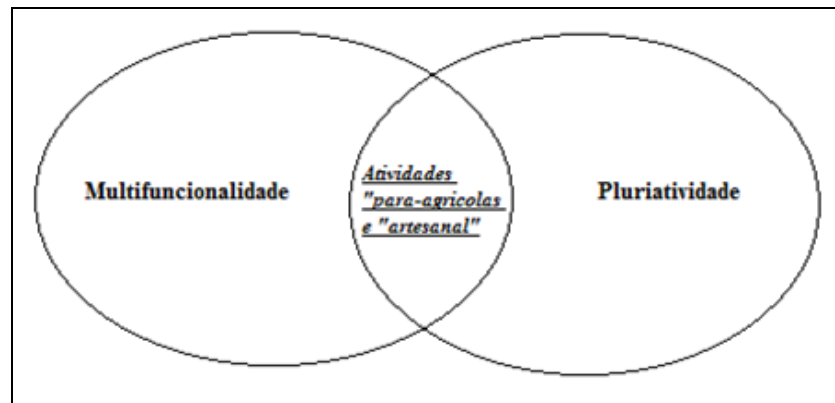 Multifuncionalidade
Atividades
"para-agricolas
e "artesanal"
Pluriatividade